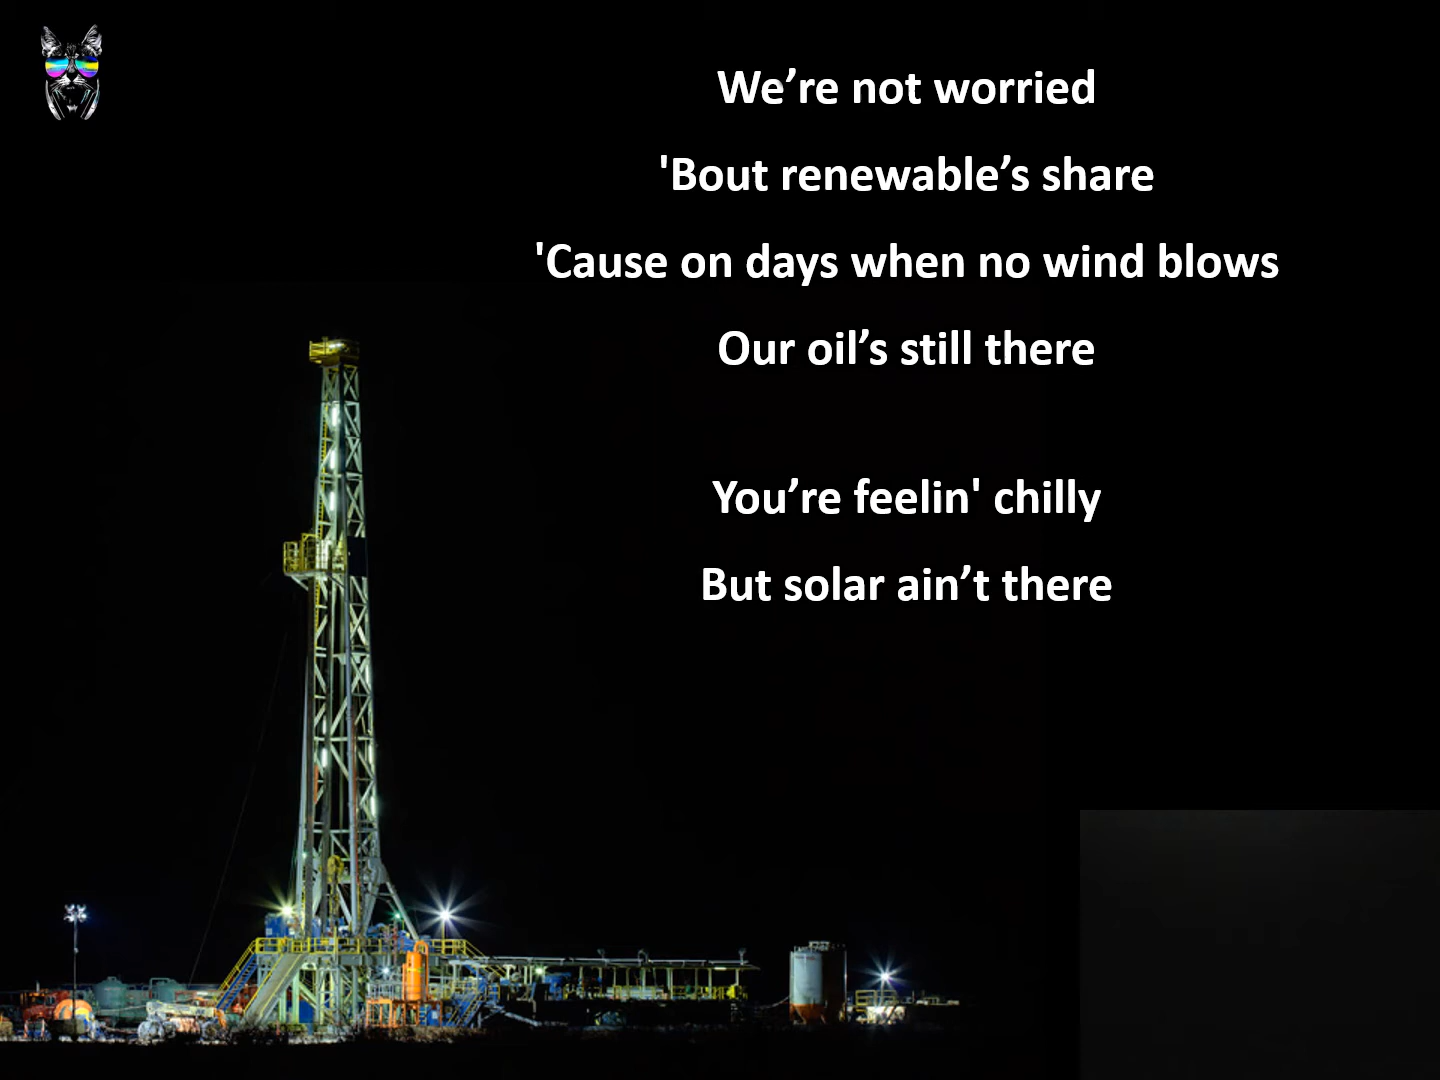 We’re not worried
'Bout renewable’s share
'Cause on days when no wind blows
Our oil’s still there
You’re feelin' chilly
But solar ain’t there